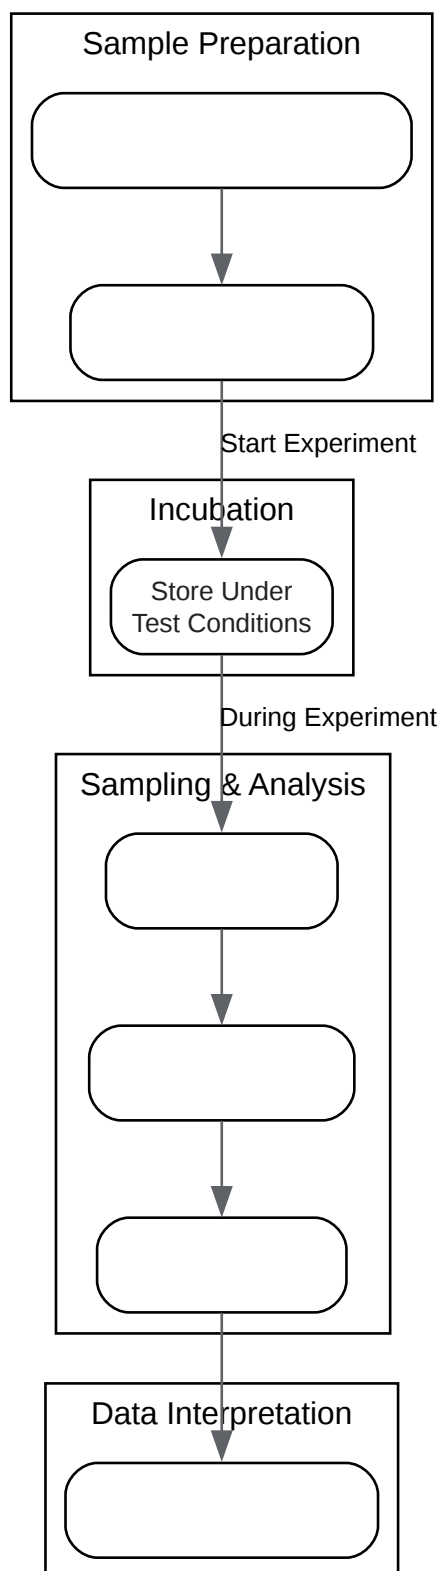 Sample Preparation
Start Experiment
Incubation
Store Under
Test Conditions
During Experiment
Sampling & Analysis
Data Interpretation